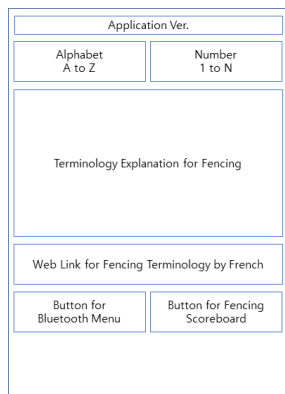 Application Ver.
Alphabet
A to Z
Number
1 to N
Terminology Explanation for Fencing
Web Link for Fencing Terminology by French
Button for
Bluetooth Menu
Button for Fencing
Scoreboard